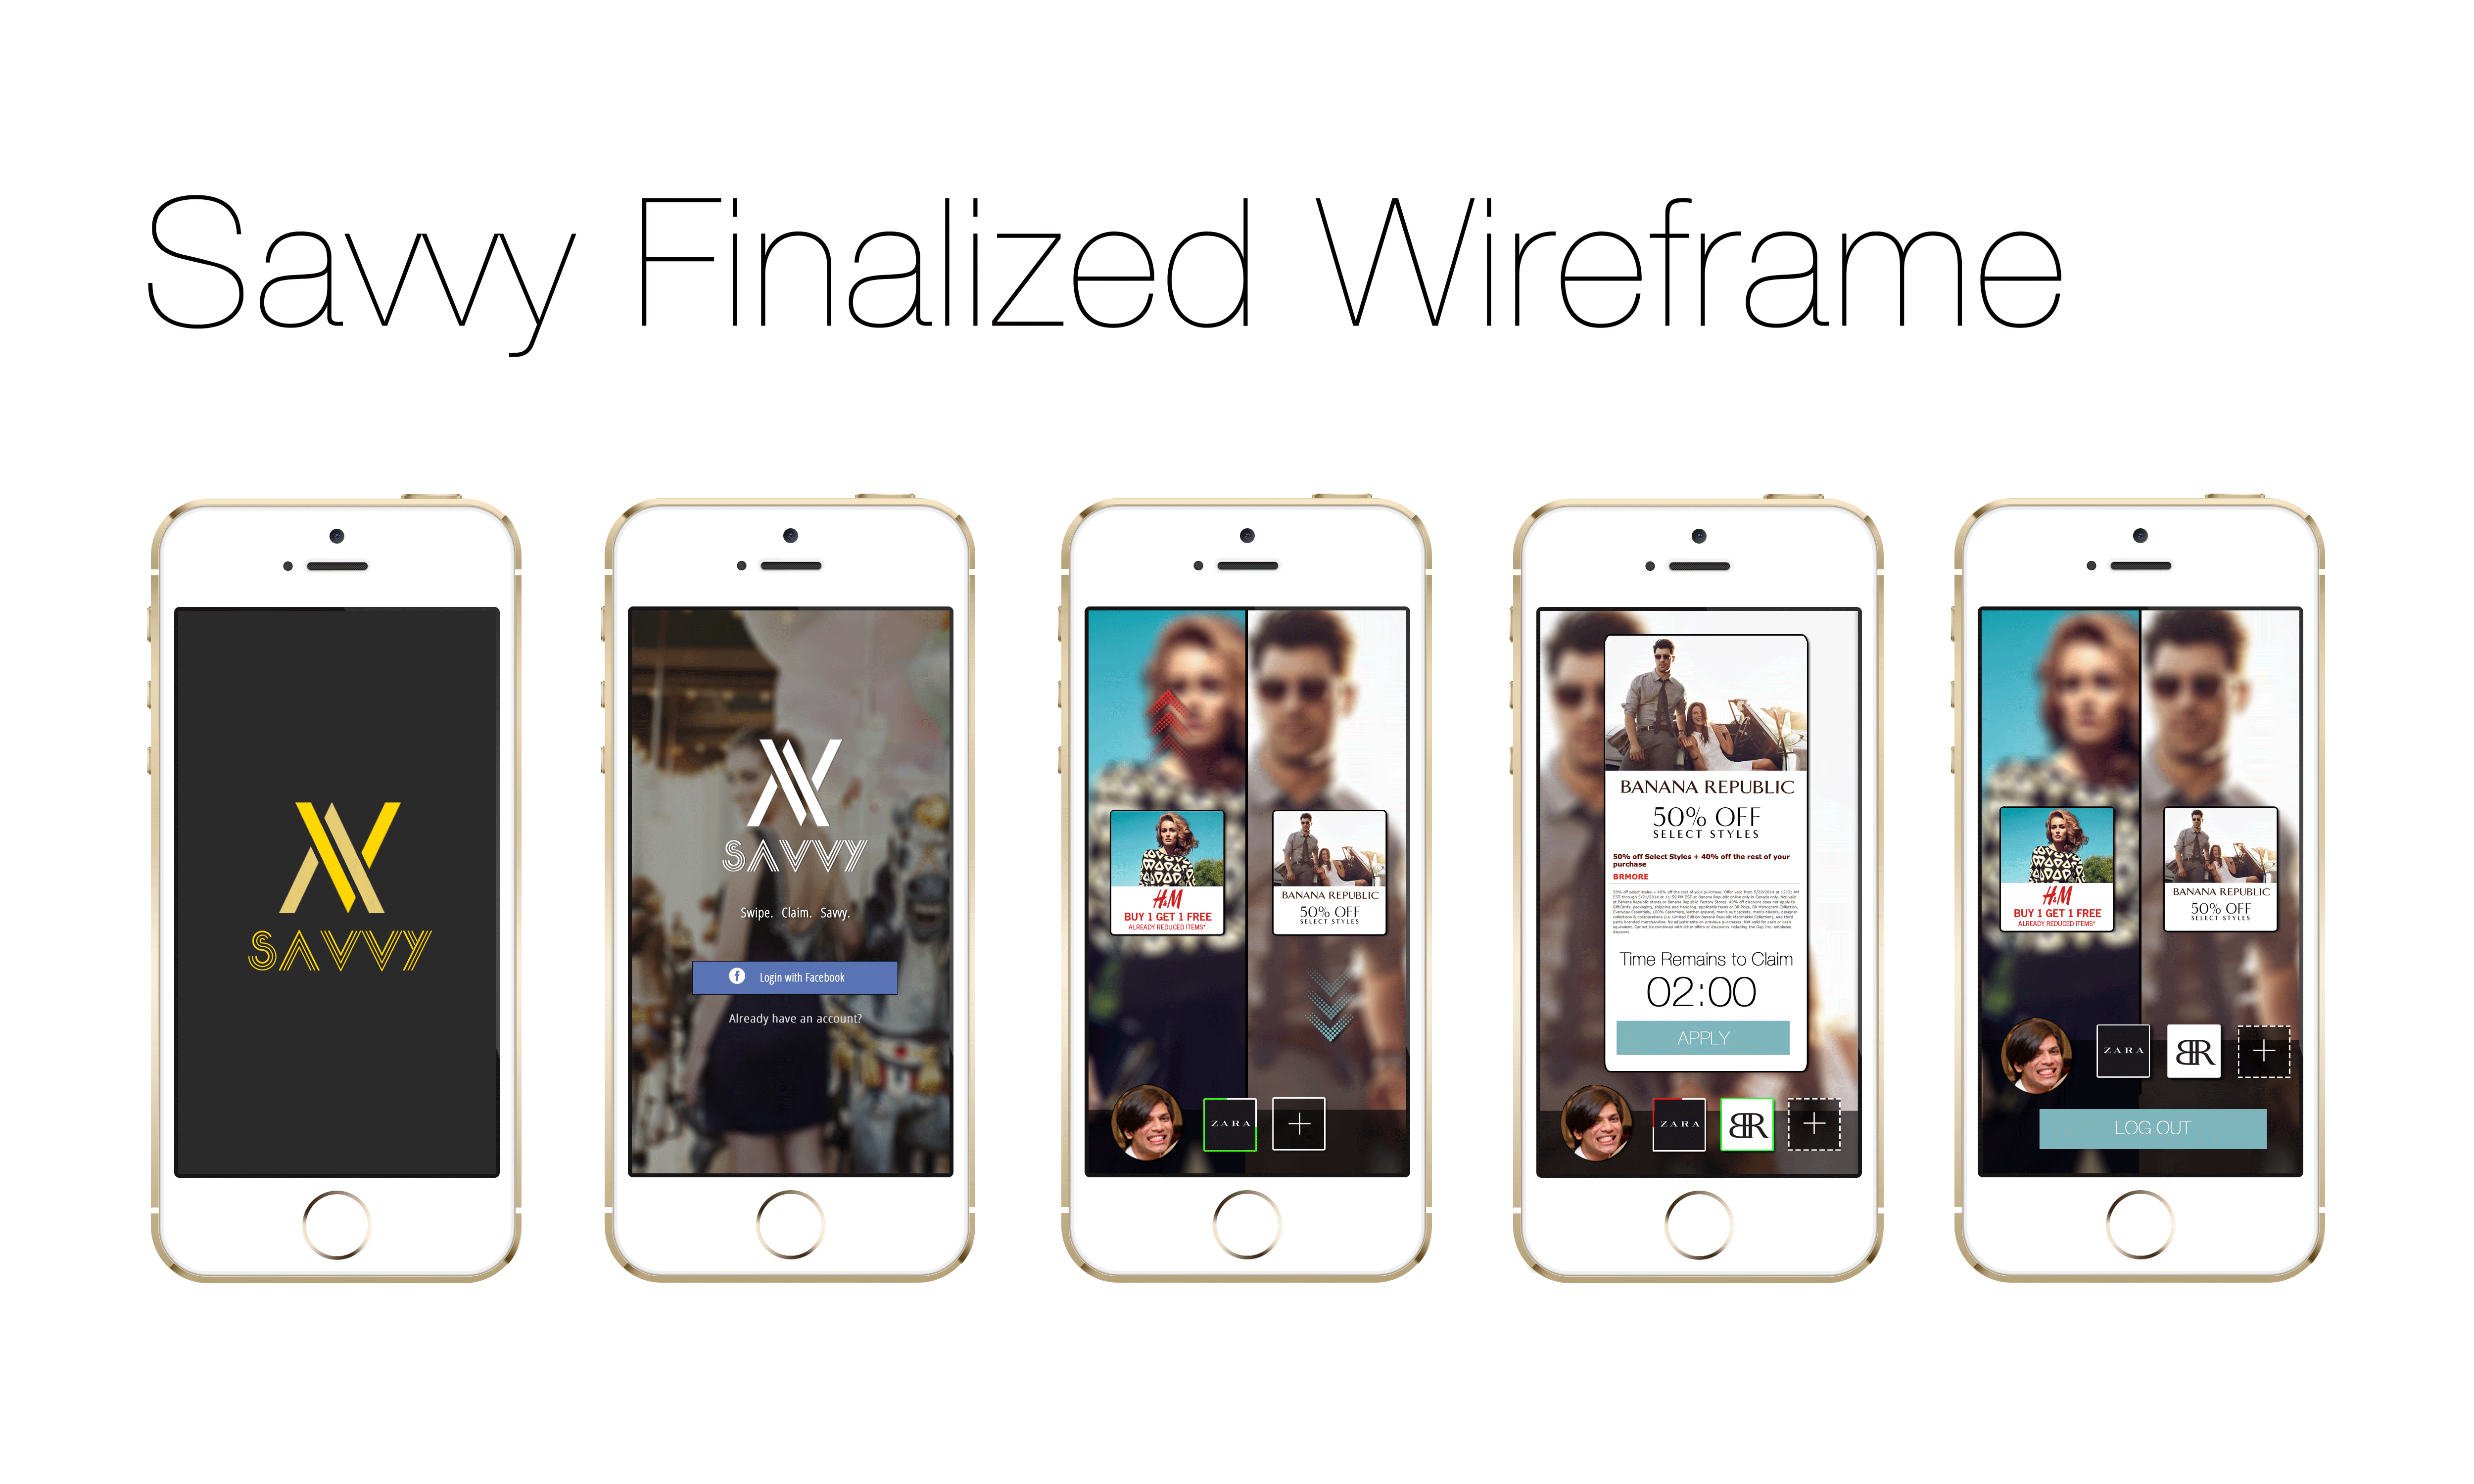 Savvy Finalized Wireframe
SAVVY
SAVVY
Swipe. Claim. Savvy.
f Login with Facebook
Already have an account?
H&M
BUY 1 GET 1 FREE
ALREADY REDUCED ITEMS*
BANANA REPUBLIC
50% OFF
SELECT STYLES
ZARA
+
BANANA REPUBLIC
50% OFF
SELECT STYLES
50% off Select Styles + 40% off the rest of your
purchase
BRMORE
Time Remains to Claim
02:00
APPLY
ZARA
BR
+
H&M
BUY 1 GET 1 FREE
ALREADY REDUCED ITEMS*
BANANA REPUBLIC
50% OFF
SELECT STYLES
ZARA
BR
+
LOG OUT